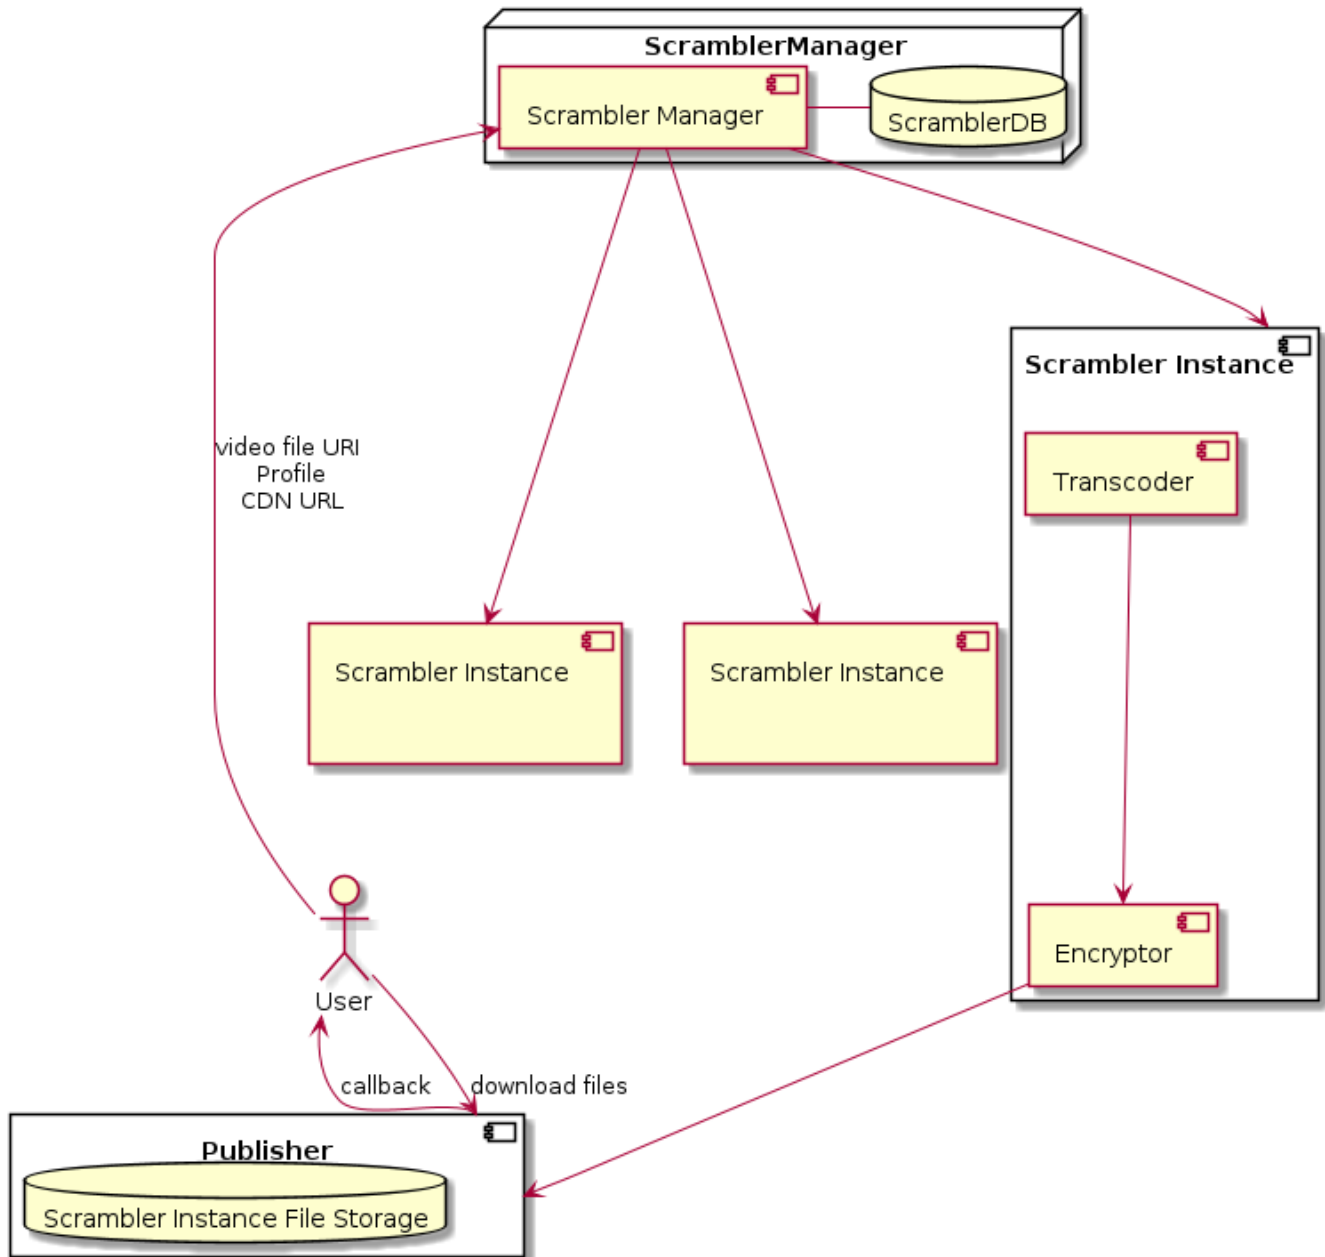 ScramblerManager
Scrambler Manager
ScramblerDB
Scrambler Instance
video file URI
Profile
CDN URL
Transcoder
Scrambler Instance
Scrambler Instance
Encryptor
User
callback
download files
Publisher
Scrambler Instance File Storage